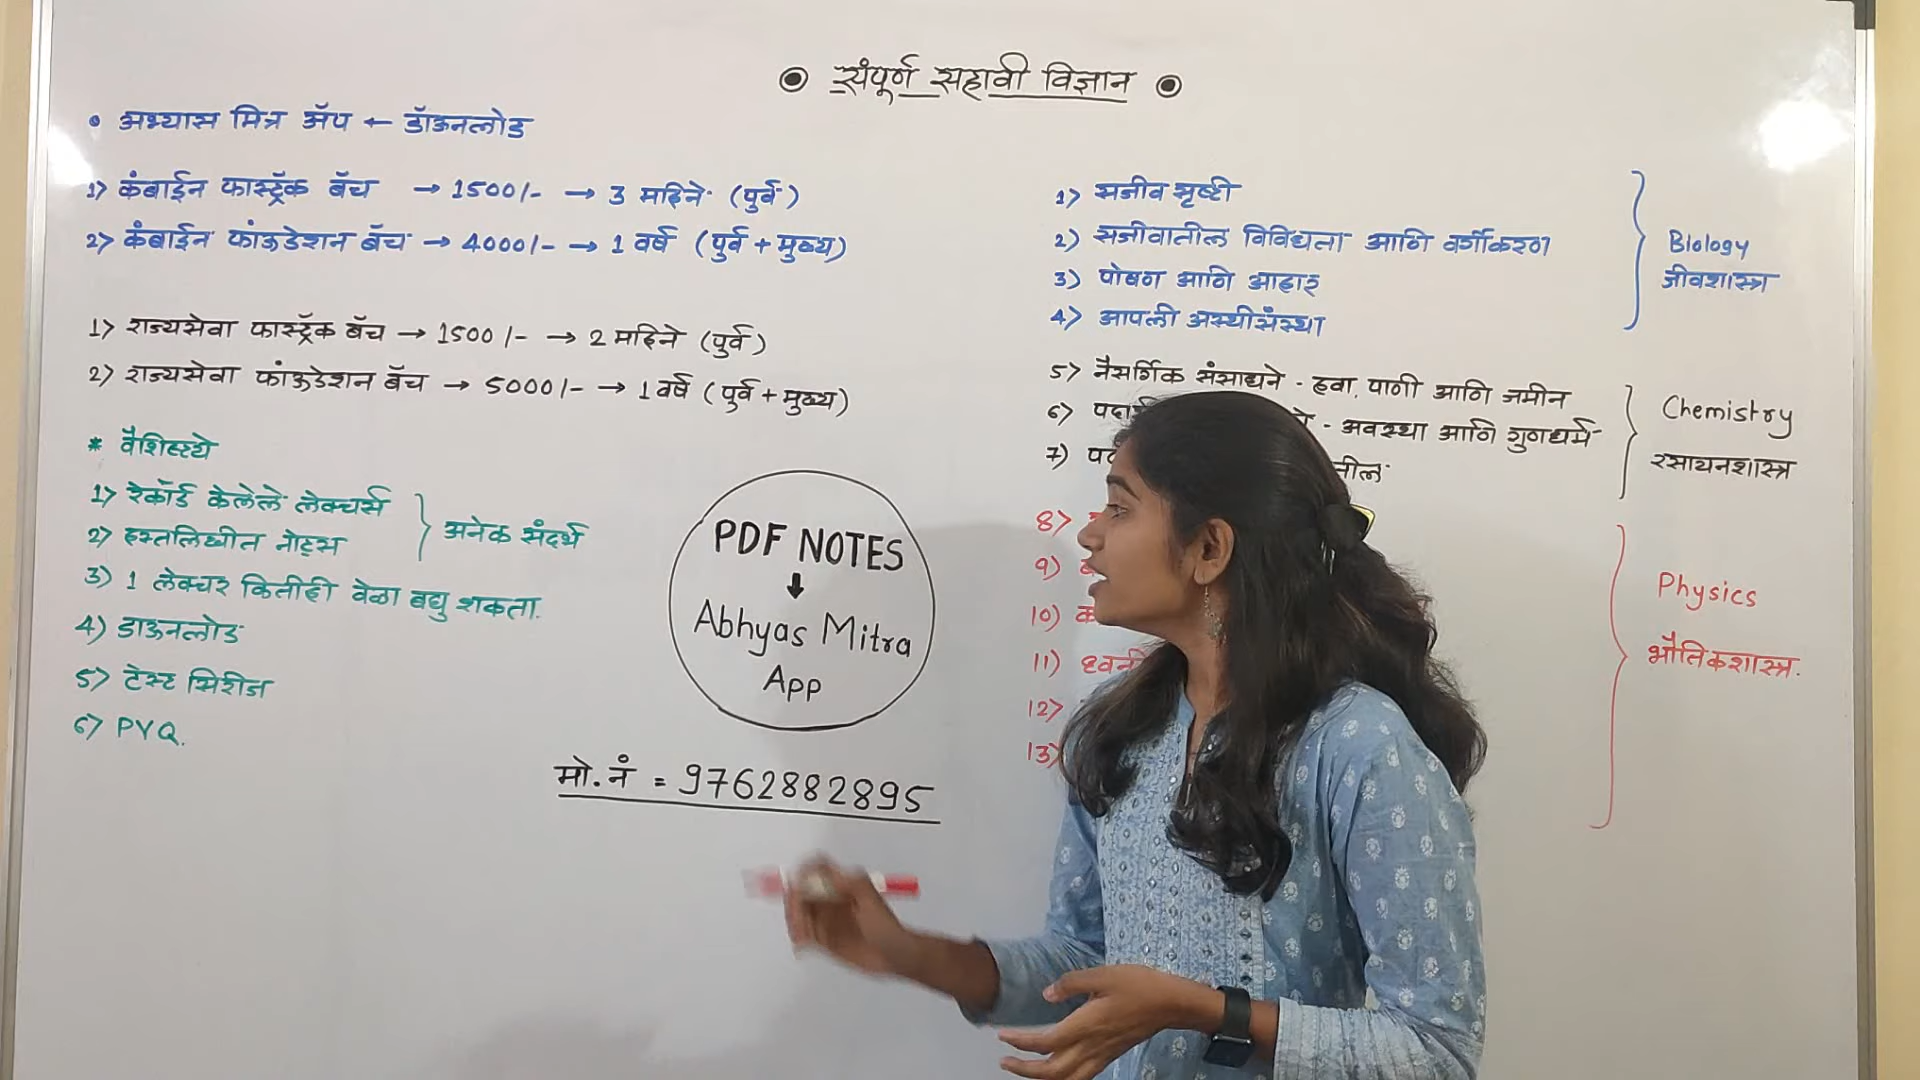 संपूर्ण सहावी विज्ञान
• अभ्यास मित्र ॲप ← डॉऊनलोड
1) कंबाईन फास्ट्रॅक बॅच → 1500/- → 3 महिने (पुर्व)
2) कंबाईन फांऊडेशन बॅच → 4000/- → 1 वर्ष (पुर्व + मुख्य)
1) राज्यसेवा फास्ट्रॅक बॅच → 1500/- → 2 महिने (पुर्व)
2) राज्यसेवा फांऊडेशन बॅच → 5000/- → 1 वर्ष (पुर्व + मुख्य)
* वैशिष्ट्ये
1) रेकॉर्ड केलेले लेक्चर्स
2) हस्तलिखीत नोट्स
अनेक संदर्भ
3) 1 लेक्चर कितीही वेळा बघु शकता.
4) डाऊनलोड
5) टेस्ट सिरीज
6) PYQ.
PDF NOTES
↓
Abhyas Mitra
App
मो.नं = 9762882895
1) सजीव सृष्टी
2) सजीवातील विविधता आणि वर्गीकरण
3) पोषण आणि आहार
4) आपली अस्थीसंस्था
Biology
जीवशास्त्र
5) नैसर्गिक संसाधने - हवा, पाणी आणि जमीन
6) - अवस्था आणि गुणधर्म
7)
Chemistry
रसायनशास्त्र
8)
9)
10)
11)
12)
13)
Physics
भौतिकशास्त्र.